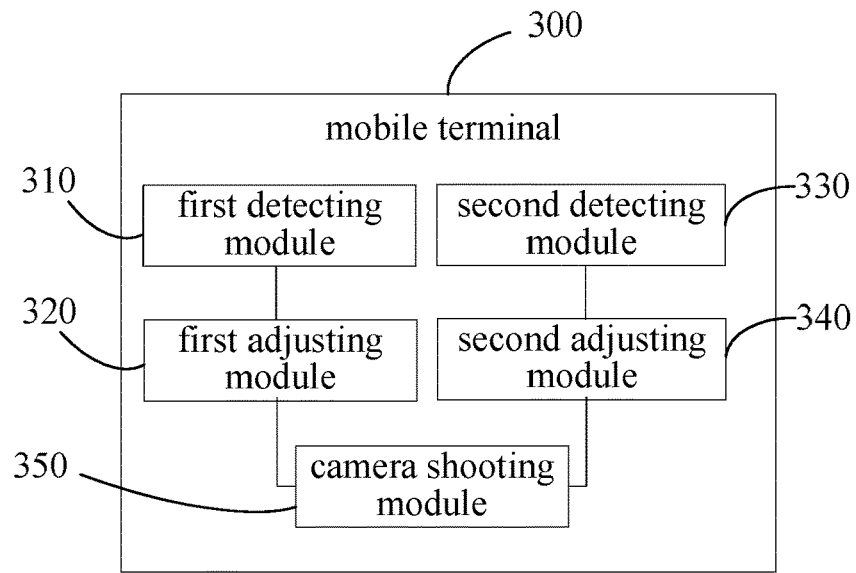 300
mobile terminal
310
first detecting
module
second detecting
module
330
320
first adjusting
module
second adjusting
module
340
350
camera shooting
module